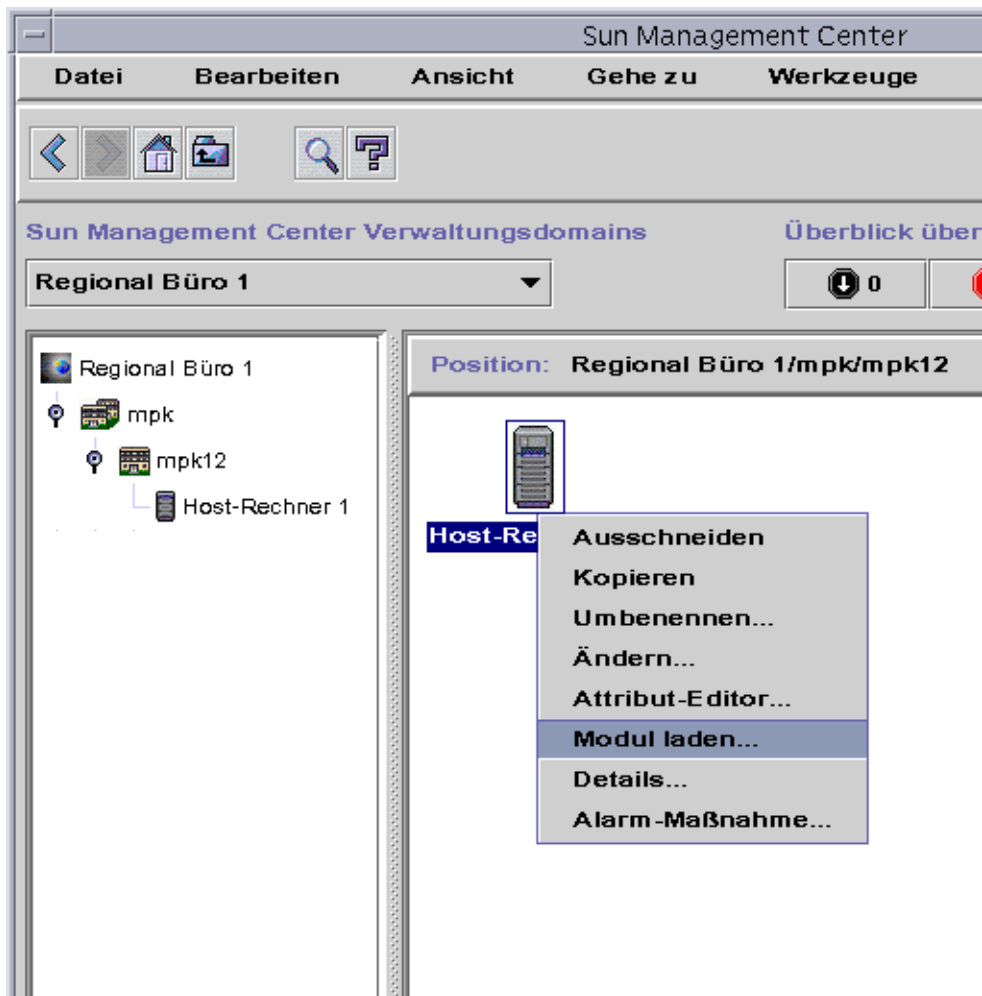 Sun Management Center
Datei Bearbeiten Ansicht Gehe zu Werkzeuge
Sun Management Center Verwaltungsdomains
Überblick über
Regional Büro 1
0
Regional Büro 1
mpk
mpk12
Host-Rechner 1
Position: Regional Büro 1/mpk/mpk12
Host-Re
Ausschneiden
Kopieren
Umbenennen...
Ändern...
Attribut-Editor...
Modul laden...
Details...
Alarm-Maßnahme...